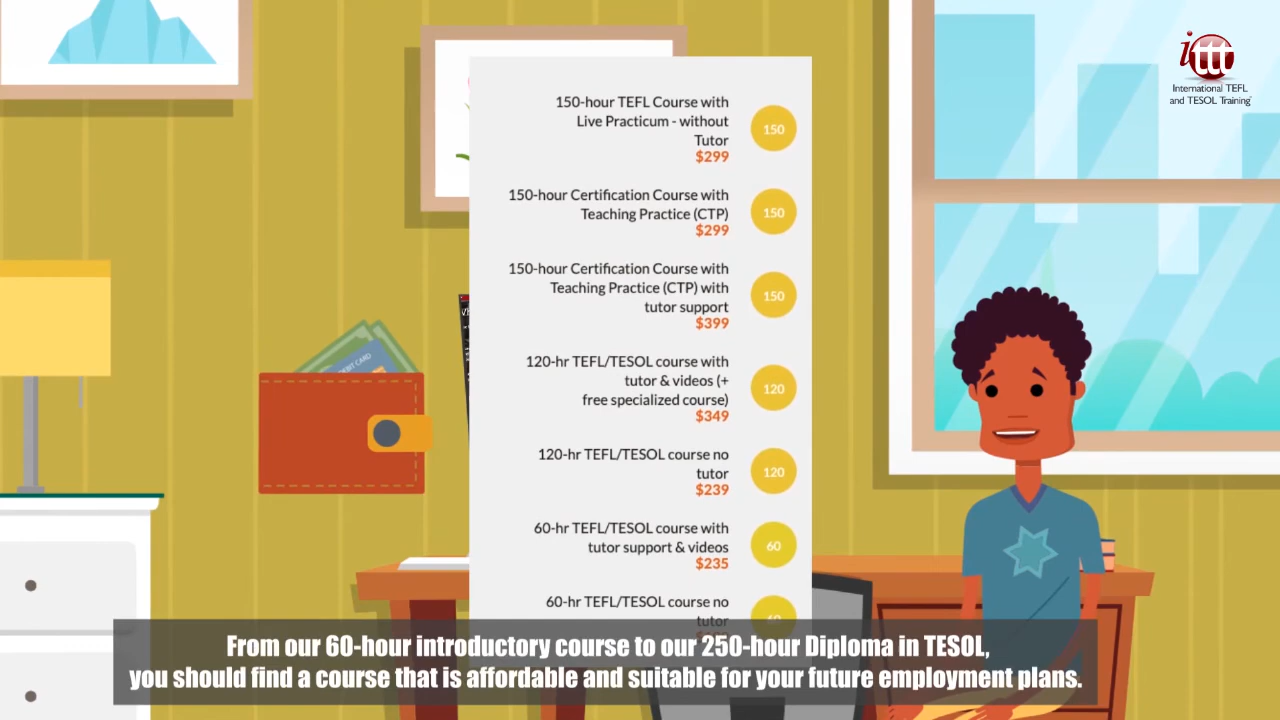 ittt
International TEFL
and TESOL Training
150-hour TEFL Course with
Live Practicum - without
Tutor
$299
150
150-hour Certification Course with
Teaching Practice (CTP)
$299
150
150-hour Certification Course with
Teaching Practice (CTP) with
tutor support
$399
150
120-hr TEFL/TESOL course with
tutor & videos (+
free specialized course)
$349
120
120-hr TEFL/TESOL course no
tutor
$239
120
60-hr TEFL/TESOL course with
tutor support & videos
$235
60
60-hr TEFL/TESOL course no
tutor
60
CARD
From our 60-hour introductory course to our 250-hour Diploma in TESOL,
you should find a course that is affordable and suitable for your future employment plans.